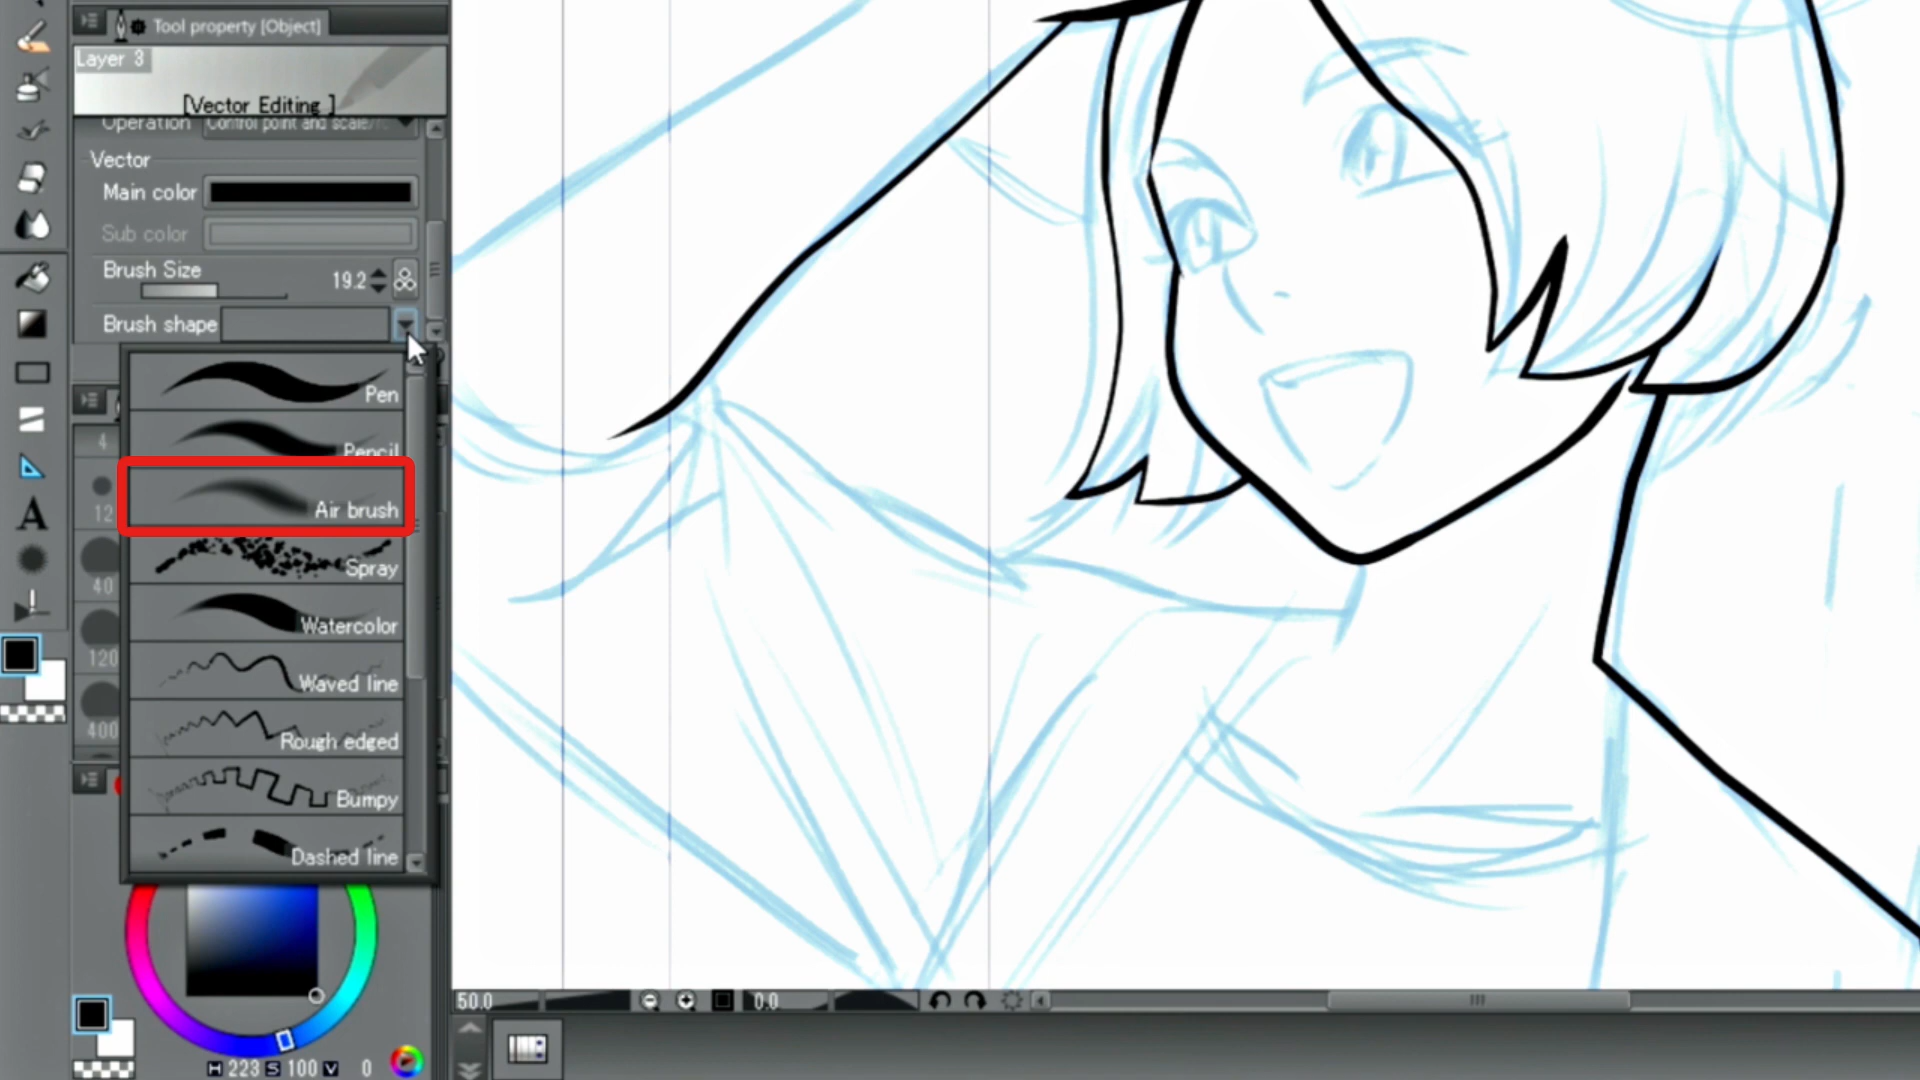 Tool property [Object]
Layer 3
[Vector Editing ]
Operation Control point and scale/ro
Vector
Main color
Sub color
Brush Size 19.2
Brush shape
Pen
4
Pencil
Air brush
12
Spray
40
Watercolor
120
Waved line
400
Rough edged
Bumpy
Dashed line
50.0 0.0
H 223 S 100 V 0